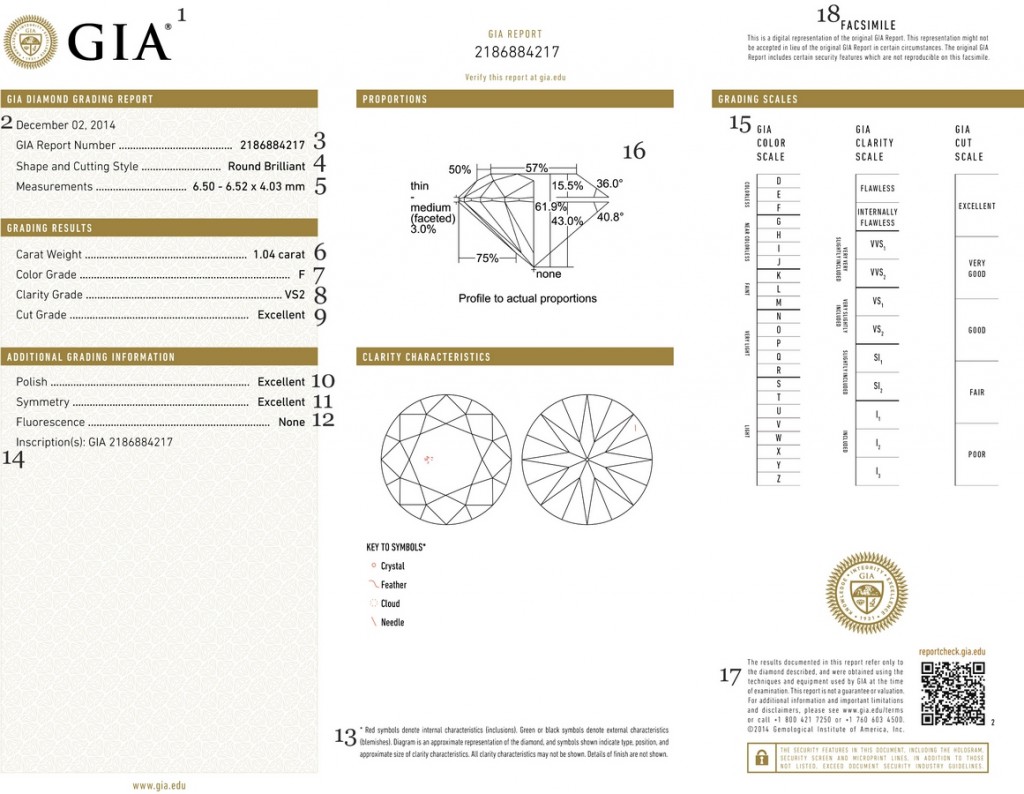 GIA® 1
GIA REPORT
2186884217
Verify this report at gia.edu
18 FACSIMILE
This is a digital representation of the original GIA Report. This representation might not
be accepted in lieu of the original GIA Report in certain circumstances. The original GIA
Report includes certain security features which are not reproducible on this facsimile.
GIA DIAMOND GRADING REPORT
2 December 02, 2014
GIA Report Number 2186884217 3
Shape and Cutting Style Round Brilliant 4
Measurements 6.50 - 6.52 x 4.03 mm 5
GRADING RESULTS
Carat Weight 1.04 carat 6
Color Grade F 7
Clarity Grade VS2 8
Cut Grade Excellent 9
ADDITIONAL GRADING INFORMATION
Polish Excellent 10
Symmetry Excellent 11
Fluorescence None 12
Inscription(s): GIA 2186884217
14
www.gia.edu
PROPORTIONS
16
50% 57%
thin
-
medium
(faceted)
3.0%
15.5% 36.0°
61.9%
43.0% 40.8°
75%
none
Profile to actual proportions
CLARITY CHARACTERISTICS
KEY TO SYMBOLS*
Crystal
Feather
Cloud
Needle
13
* Red symbols denote internal characteristics (inclusions). Green or black symbols denote external characteristics
(blemishes). Diagram is an approximate representation of the diamond, and symbols shown indicate type, position, and
approximate size of clarity characteristics. All clarity characteristics may not be shown. Details of finish are not shown.
GRADING SCALES
15
GIA
COLOR
SCALE
COLORLESS
D
E
F
NEAR COLORLESS
G
H
I
J
FAINT
K
L
M
VERY LIGHT
N
O
P
Q
R
LIGHT
S
T
U
V
W
X
Y
Z
GIA
CLARITY
SCALE
FLAWLESS
INTERNALLY
FLAWLESS
VERY VERY
SLIGHTLY INCLUDED
VVS1
VVS2
VERY SLIGHTLY
INCLUDED
VS1
VS2
SLIGHTLY INCLUDED
SI1
SI2
INCLUDED
I1
I2
I3
GIA
CUT
SCALE
EXCELLENT
VERY
GOOD
GOOD
FAIR
POOR
KNOWLEDGE INTEGRITY EXCELLENCE
GIA
1931
reportcheck.gia.edu
17
The results documented in this report refer only to
the diamond described, and were obtained using the
techniques and equipment used by GIA at the time
of examination. This report is not a guarantee or valuation.
For additional information and important limitations
and disclaimers, please see www.gia.edu/terms
or call +1 800 421 7250 or +1 760 603 4500.
©2014 Gemological Institute of America, Inc.
2
THE SECURITY FEATURES IN THIS DOCUMENT, INCLUDING THE HOLOGRAM,
SECURITY SCREEN AND MICROPRINT LINES, IN ADDITION TO THOSE
NOT LISTED, EXCEED DOCUMENT SECURITY INDUSTRY GUIDELINES.